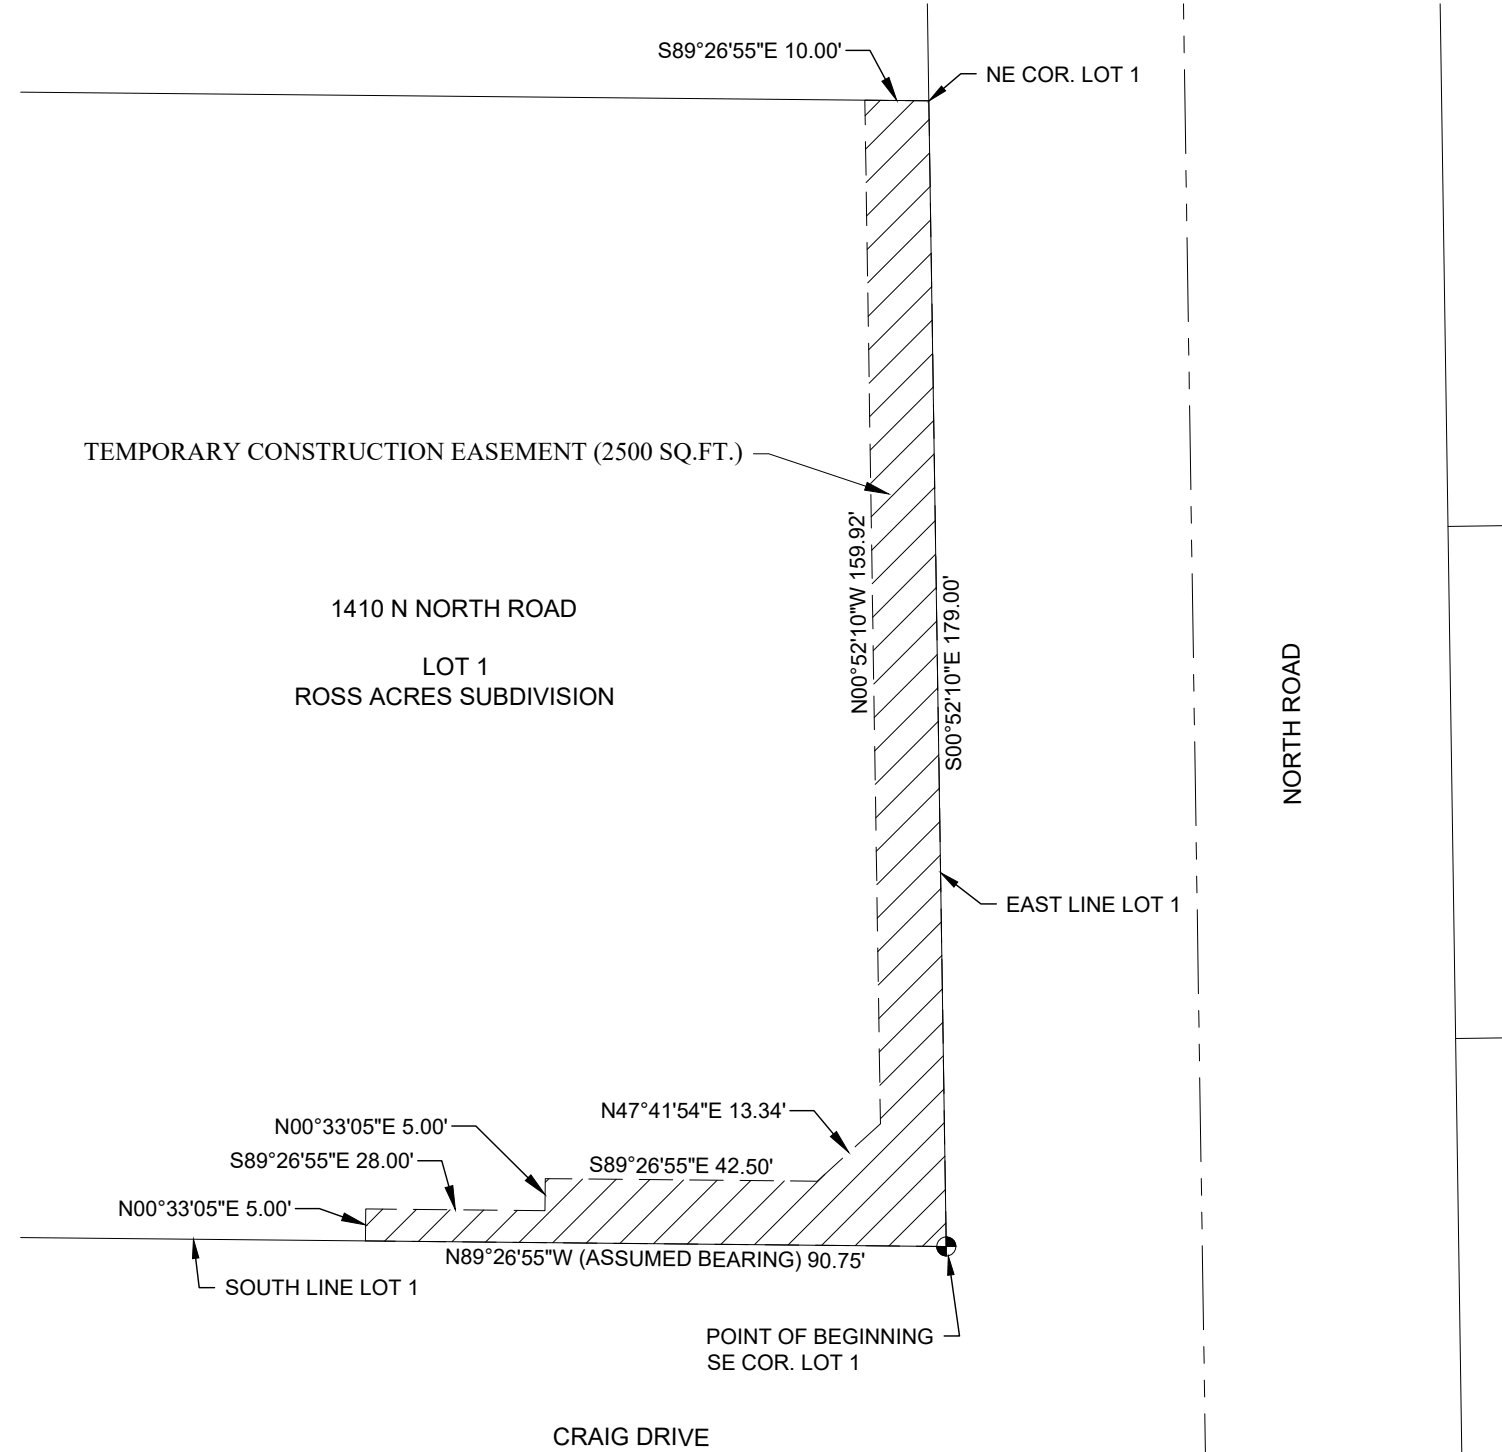 S89°26'55"E 10.00'
NE COR. LOT 1
TEMPORARY CONSTRUCTION EASEMENT (2500 SQ.FT.)
N00°52'10"W 159.92'
S00°52'10"E 179.00'
1410 N NORTH ROAD
LOT 1
ROSS ACRES SUBDIVISION
NORTH ROAD
EAST LINE LOT 1
N47°41'54"E 13.34'
N00°33'05"E 5.00'
S89°26'55"E 28.00'
S89°26'55"E 42.50'
N00°33'05"E 5.00'
N89°26'55"W (ASSUMED BEARING) 90.75'
SOUTH LINE LOT 1
POINT OF BEGINNING
SE COR. LOT 1
CRAIG DRIVE